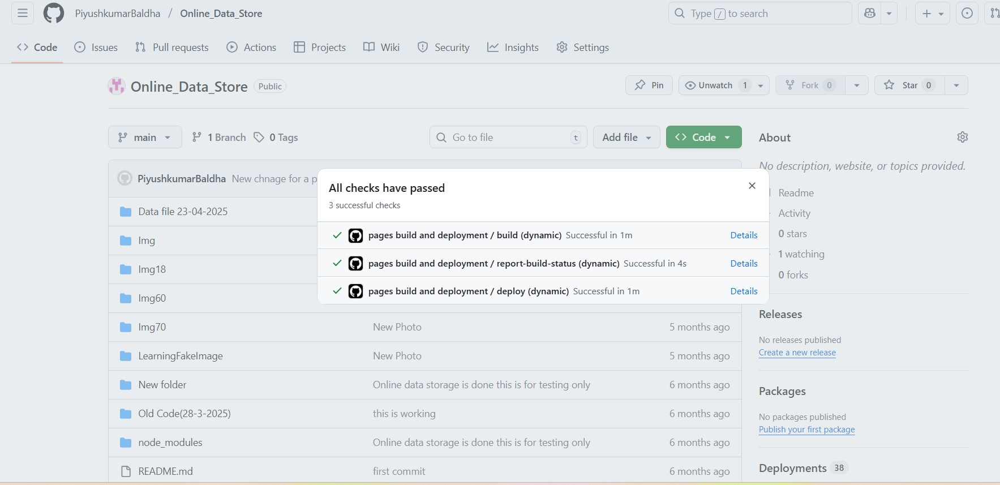 PiyushkumarBaldha / Online_Data_Store
Type / to search
Code Issues Pull requests Actions Projects Wiki Security Insights Settings
Online_Data_Store Public
Pin Unwatch 1 Fork 0 Star 0
main 1 Branch 0 Tags Go to file t Add file Code
About
No description, website, or topics provided.
Readme
Activity
0 stars
1 watching
0 forks
Releases
No releases published
Create a new release
Packages
No packages published
Publish your first package
Deployments 38
PiyushkumarBaldha New chnage for a p
All checks have passed
3 successful checks
pages build and deployment / build (dynamic) Successful in 1m Details
pages build and deployment / report-build-status (dynamic) Successful in 4s Details
pages build and deployment / deploy (dynamic) Successful in 1m Details
Data file 23-04-2025
Img
Img18
Img60
Img70 New Photo 5 months ago
LearningFakeImage New Photo 5 months ago
New folder Online data storage is done this is for testing only 6 months ago
Old Code(28-3-2025) this is working 6 months ago
node_modules Online data storage is done this is for testing only 6 months ago
README.md first commit 6 months ago